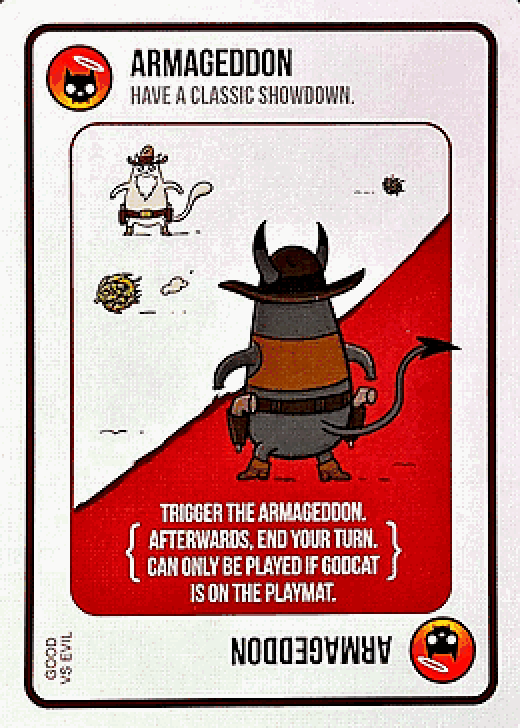 ARMAGEDDON
HAVE A CLASSIC SHOWDOWN.
TRIGGER THE ARMAGEDDON.
AFTERWARDS, END YOUR TURN.
CAN ONLY BE PLAYED IF GODCAT
IS ON THE PLAYMAT.
GOOD
VS EVIL
ARMAGEDDON